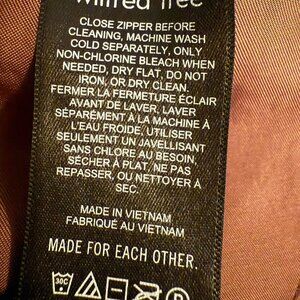 wilfred free
CLOSE ZIPPER BEFORE
CLEANING, MACHINE WASH
COLD SEPARATELY, ONLY
NON-CHLORINE BLEACH WHEN
NEEDED, DRY FLAT, DO NOT
IRON, OR DRY CLEAN.
FERMER LA FERMETURE ÉCLAIR
AVANT DE LAVER, LAVER
SÉPARÉMENT À LA MACHINE À
L'EAU FROIDE, UTILISER
SEULEMENT UN JAVELLISANT
SANS CHLORE AU BESOIN,
SÉCHER À PLAT, NE PAS
REPASSER, OU NETTOYER À
SEC.
MADE IN VIETNAM
FABRIQUÉ AU VIETNAM
MADE FOR EACH OTHER.
30C